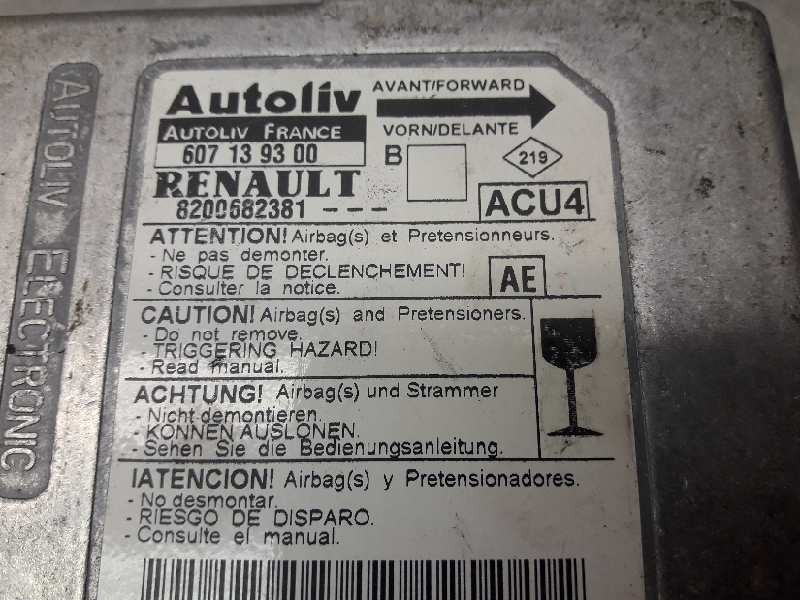 AUTOLIV ELECTRONIC
Autoliv
AUTOLIV FRANCE
607 13 93 00
RENAULT
8200682381 ---
AVANT/FORWARD
VORN/DELANTE
B
219
ACU4
ATTENTION! Airbag(s) et Pretensionneurs.
- Ne pas demonter.
- RISQUE DE DECLENCHEMENT!
- Consulter la notice.
AE
CAUTION! Airbag(s) and Pretensioners.
- Do not remove.
- TRIGGERING HAZARD!
- Read manual.
ACHTUNG! Airbag(s) und Strammer
- Nicht demontieren.
- KONNEN AUSLONEN.
- Sehen Sie die Bedienungsanleitung.
IATENCION! Airbag(s) y Pretensionadores.
- No desmontar.
- RIESGO DE DISPARO.
- Consulte el manual.